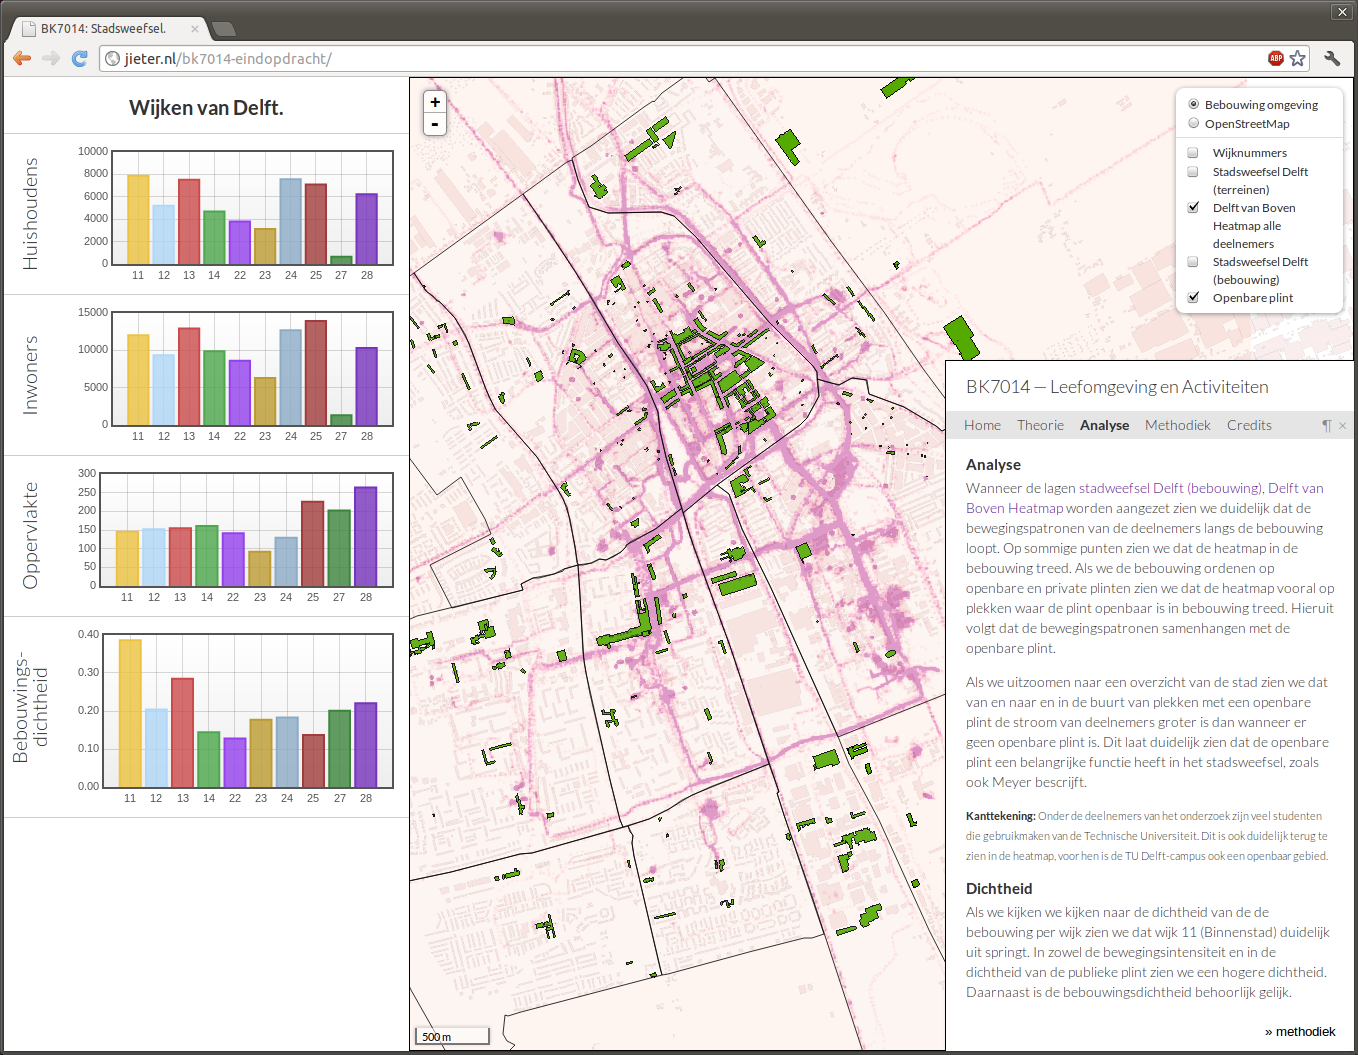 BK7014: Stadsweefsel.
jieter.nl/bk7014-eindopdracht/
ABP
Wijken van Delft.
Huishoudens
10000
8000
6000
4000
2000
0
11 12 13 14 22 23 24 25 27 28
Inwoners
15000
10000
5000
0
11 12 13 14 22 23 24 25 27 28
Oppervlakte
300
250
200
150
100
50
0
11 12 13 14 22 23 24 25 27 28
Bebouwings-
dichtheid
0.40
0.30
0.20
0.10
0.00
11 12 13 14 22 23 24 25 27 28
+
-
500 m
Bebouwing omgeving
OpenStreetMap
Wijknummers
Stadsweefsel Delft
(terreinen)
Delft van Boven
Heatmap alle
deelnemers
Stadsweefsel Delft
(bebouwing)
Openbare plint
BK7014 — Leefomgeving en Activiteiten
Home Theorie Analyse Methodiek Credits ¶ ×
Analyse
Wanneer de lagen stadweefsel Delft (bebouwing), Delft van
Boven Heatmap worden aangezet zien we duidelijk dat de
bewegingspatronen van de deelnemers langs de bebouwing
loopt. Op sommige punten zien we dat de heatmap in de
bebouwing treed. Als we de bebouwing ordenen op
openbare en private plinten zien we dat de heatmap vooral op
plekken waar de plint openbaar is in bebouwing treed. Hieruit
volgt dat de bewegingspatronen samenhangen met de
openbare plint.
Als we uitzoomen naar een overzicht van de stad zien we dat
van en naar en in de buurt van plekken met een openbare
plint de stroom van deelnemers groter is dan wanneer er
geen openbare plint is. Dit laat duidelijk zien dat de openbare
plint een belangrijke functie heeft in het stadsweefsel, zoals
ook Meyer bescrijft.
Kanttekening: Onder de deelnemers van het onderzoek zijn veel studenten
die gebruikmaken van de Technische Universiteit. Dit is ook duidelijk terug te
zien in de heatmap, voor hen is de TU Delft-campus ook een openbaar gebied.
Dichtheid
Als we kijken we kijken naar de dichtheid van de de
bebouwing per wijk zien we dat wijk 11 (Binnenstad) duidelijk
uit springt. In zowel de bewegingsintensiteit en in de
dichtheid van de publieke plint zien we een hogere dichtheid.
Daarnaast is de bebouwingsdichtheid behoorlijk gelijk.
» methodiek